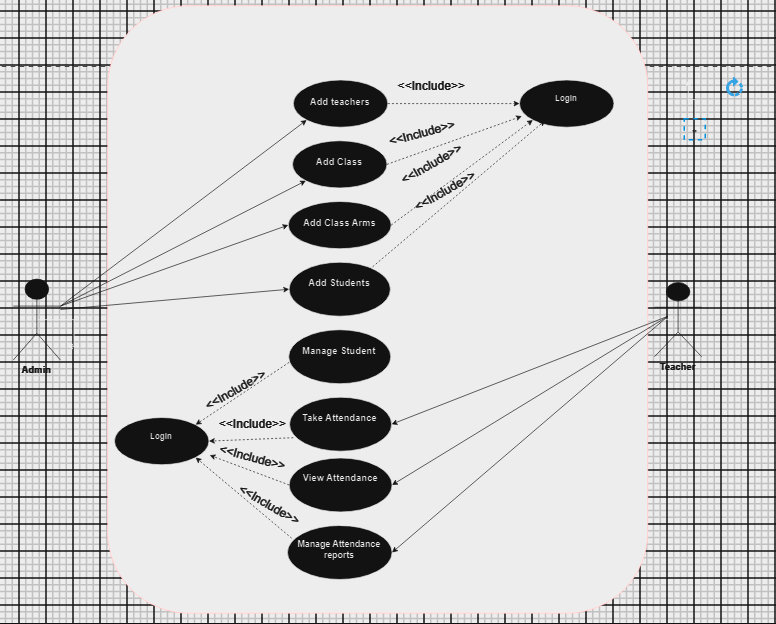 <<Include>>
Add teachers
Login
<<Include>>
Add Class
<<Include>>
<<Include>>
Add Class Arms
Add Students
Admin
Teacher
Manage Student
<<Include>>
Take Attendance
<<Include>>
Login
<<Include>>
View Attendance
<<Include>>
Manage Attendance
reports